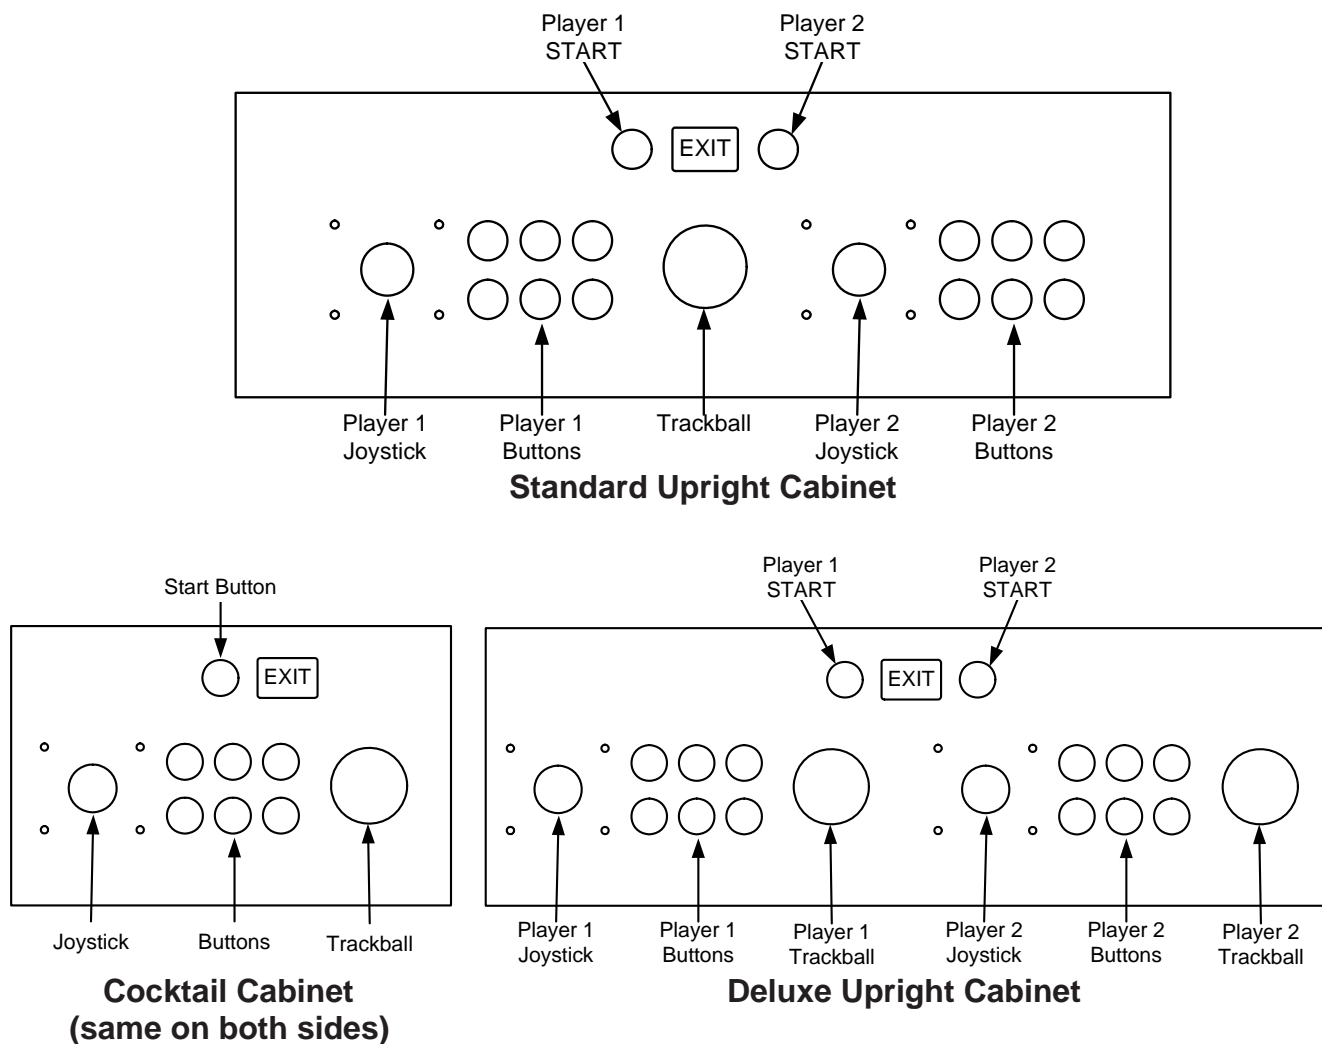 Player 1
START
Player 2
START
EXIT
Player 1
Joystick
Player 1
Buttons
Trackball
Player 2
Joystick
Player 2
Buttons
Standard Upright Cabinet
Start Button
EXIT
Joystick
Buttons
Trackball
Cocktail Cabinet
(same on both sides)
Player 1
START
Player 2
START
EXIT
Player 1
Joystick
Player 1
Buttons
Player 1
Trackball
Player 2
Joystick
Player 2
Buttons
Player 2
Trackball
Deluxe Upright Cabinet